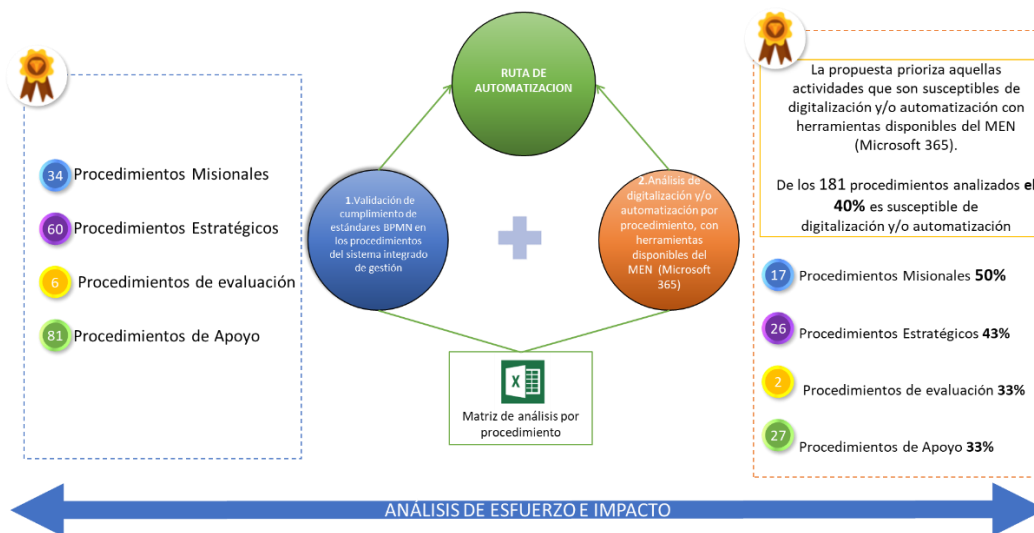 RUTA DE
AUTOMATIZACION
34 Procedimientos Misionales
60 Procedimientos Estratégicos
6 Procedimientos de evaluación
81 Procedimientos de Apoyo
1.Validación de
cumplimiento de
estándares BPMN en
los procedimientos
del sistema integrado
de gestión
2.Análisis de
digitalización y/o
automatización por
procedimiento, con
herramientas
disponibles del
MEN (Microsoft
365)
X
Matriz de análisis por
procedimiento
La propuesta prioriza aquellas
actividades que son susceptibles de
digitalización y/o automatización con
herramientas disponibles del MEN
(Microsoft 365).
De los 181 procedimientos analizados el
40% es susceptible de
digitalización y/o automatización
17 Procedimientos Misionales 50%
26 Procedimientos Estratégicos 43%
2 Procedimientos de evaluación 33%
27 Procedimientos de Apoyo 33%
ANÁLISIS DE ESFUERZO E IMPACTO